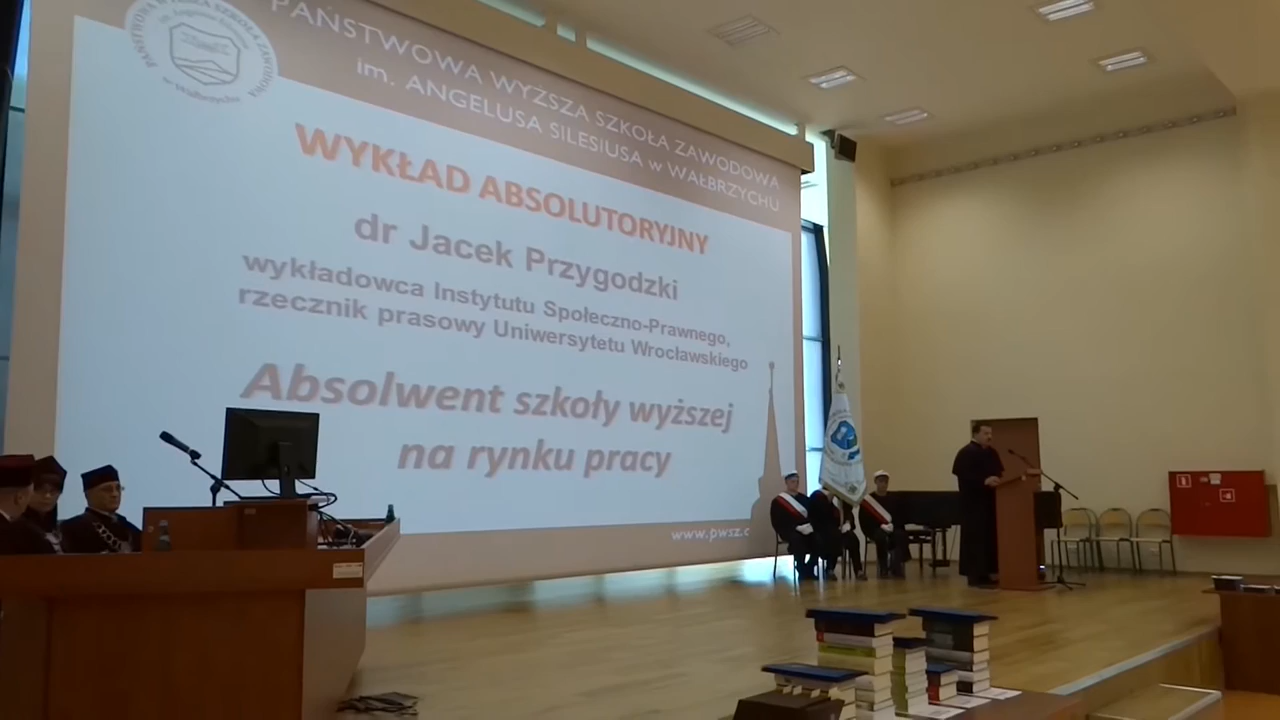 PAŃSTWOWA WYŻSZA SZKOŁA ZAWODOWA
im. ANGELUSA SILESIUSA w WAŁBRZYCHU
WYKŁAD ABSOLUTORYJNY
dr Jacek Przygodzki
wykładowca Instytutu Społeczno-Prawnego,
rzecznik prasowy Uniwersytetu Wrocławskiego
Absolwent szkoły wyższej
na rynku pracy
www.pwsz.c